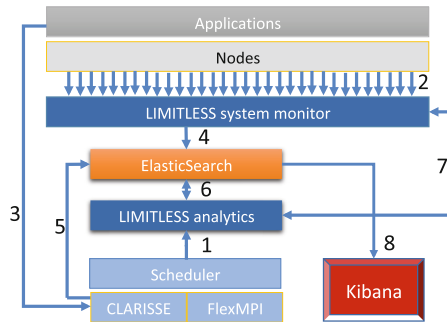 Applications
Nodes
2
LIMITLESS system monitor
4
ElasticSearch
7
6
3
5
LIMITLESS analytics
1
8
Scheduler
Kibana
CLARISSE
FlexMPI